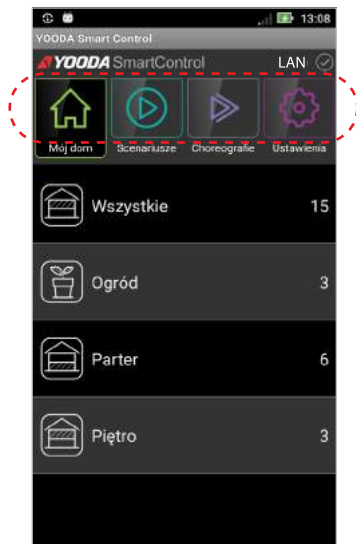 13:08
YOODA Smart Control
YOODA SmartControl LAN
Mój dom Scenariusze Choreografie Ustawienia
Wszystkie 15
Ogród 3
Parter 6
Piętro 3